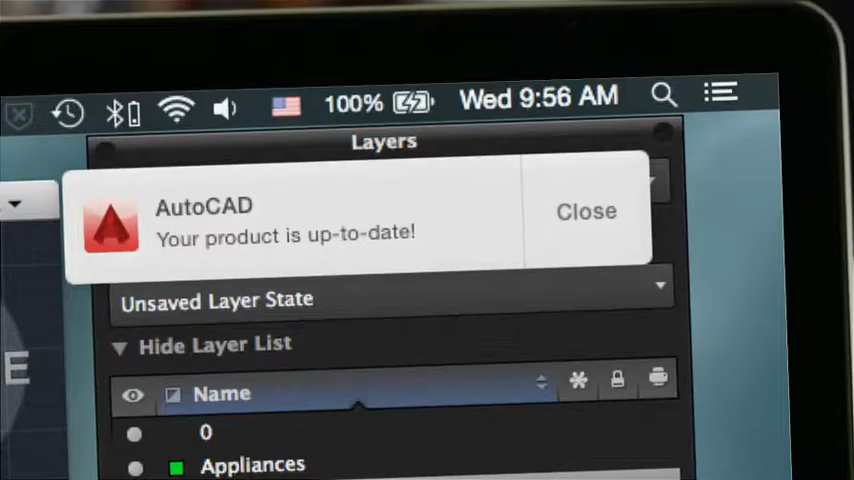 100% Wed 9:56 AM
Layers
AutoCAD
Your product is up-to-date!
Close
Unsaved Layer State
Hide Layer List
E
Name
0
Appliances